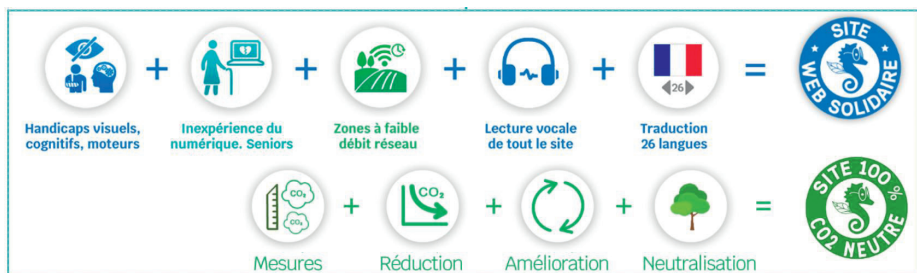 SITE WEB SOLIDAIRE
26
Handicaps visuels,
cognitifs, moteurs
Inexpérience du
numérique. Seniors
Zones à faible
débit réseau
Lecture vocale
de tout le site
Traduction
26 langues
+ + + + =
CO₂
CO₂
CO₂
SITE 100 % CO2 NEUTRE
+ + + =
Mesures
Réduction
Amélioration
Neutralisation